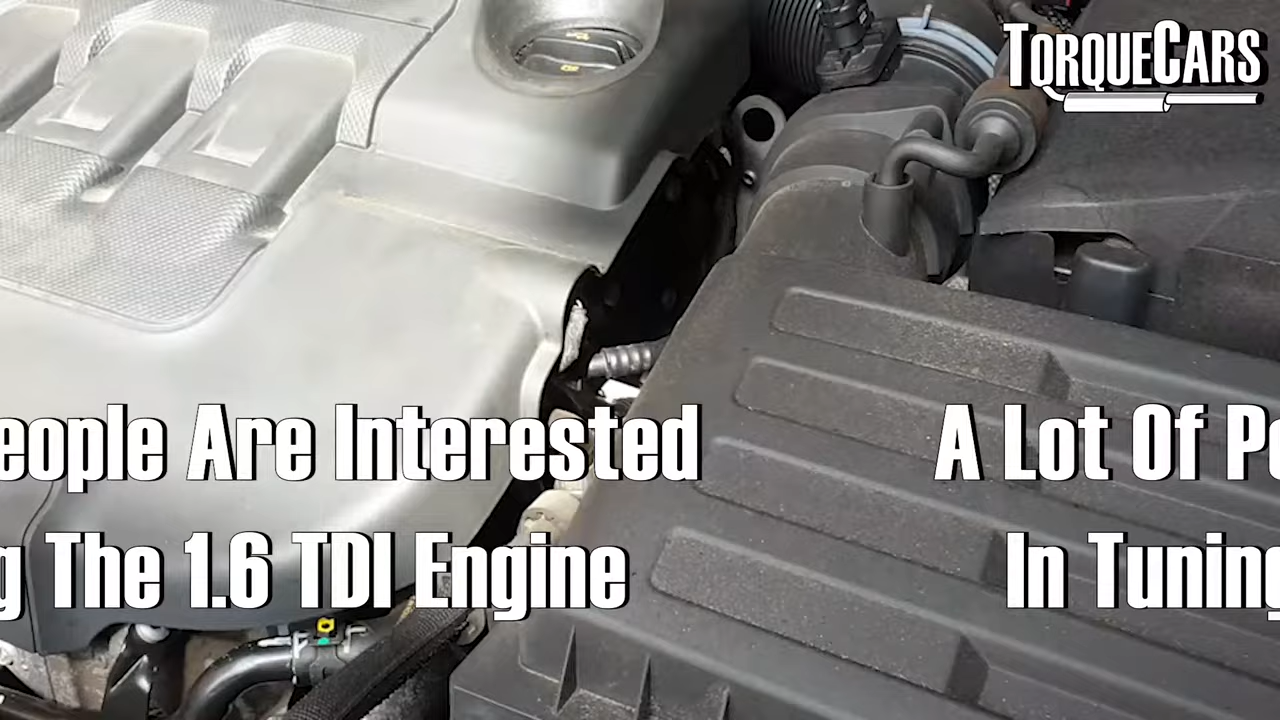 TORQUECARS
eople Are Interested A Lot Of Pe
g The 1.6 TDI Engine In Tuning